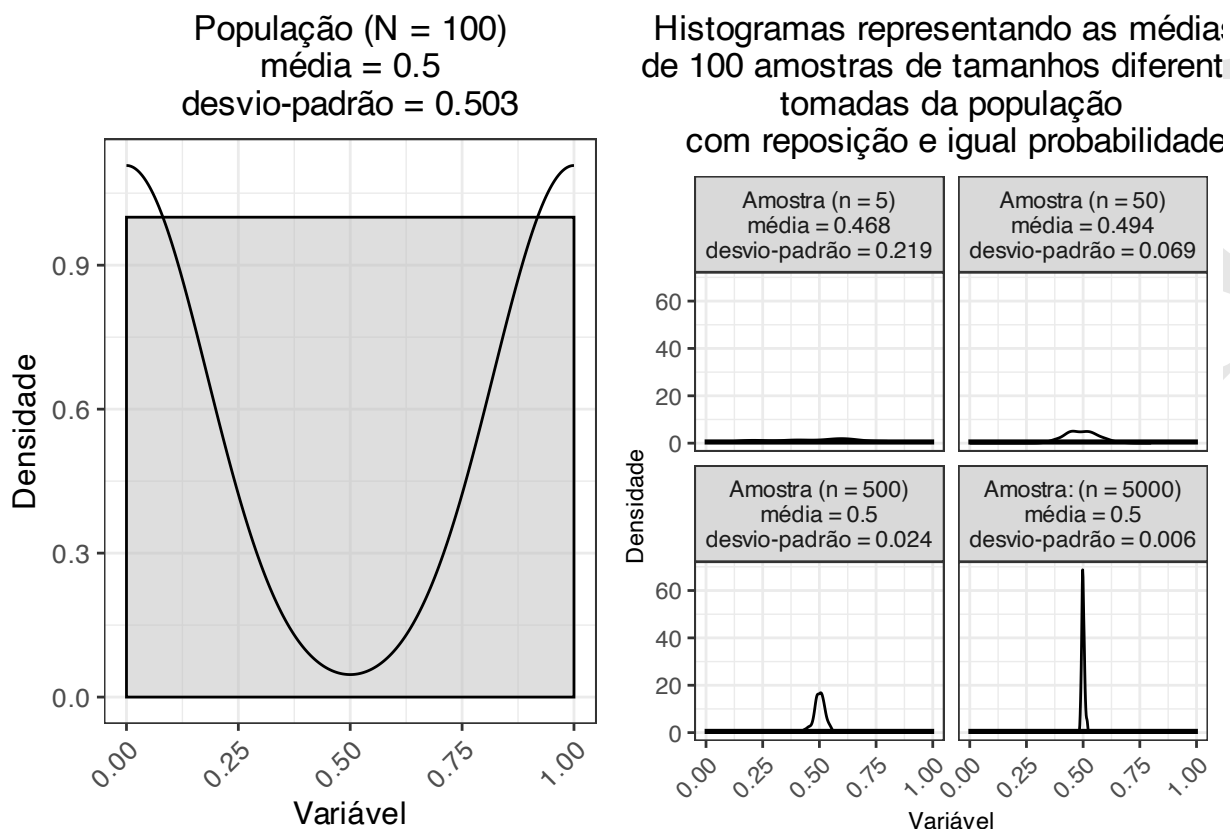 População (N = 100)
média = 0.5
desvio-padrão = 0.503
0.9
0.6
0.3
0.0
Densidade
0.00
0.25
0.50
0.75
1.00
Variável
Histogramas representando as médias
de 100 amostras de tamanhos diferent
tomadas da população
com reposição e igual probabilidade
Amostra (n = 5)
média = 0.468
desvio-padrão = 0.219
Amostra (n = 50)
média = 0.494
desvio-padrão = 0.069
60
40
20
0
Amostra (n = 500)
média = 0.5
desvio-padrão = 0.024
Amostra: (n = 5000)
média = 0.5
desvio-padrão = 0.006
60
40
20
0
Densidade
0.00
0.25
0.50
0.75
1.00
0.00
0.25
0.50
0.75
1.00
Variável